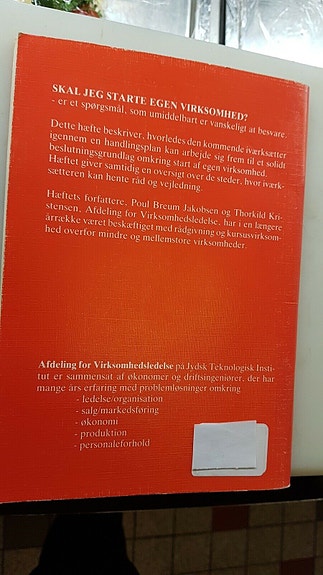 SKAL JEG STARTE EGEN VIRKSOMHED?
- er et spørgsmål, som umiddelbart er vanskeligt at besvare.
Dette hæfte beskriver, hvorledes den kommende iværksætter
igennem en handlingsplan kan arbejde sig frem til et solidt
beslutningsgrundlag omkring start af egen virksomhed.
Hæftet giver samtidig en oversigt over de steder, hvor iværk-
sætteren kan hente råd og vejledning.
Hæftets forfattere, Poul Breum Jakobsen og Thorkild Kri-
stensen, Afdeling for Virksomhedsledelse, har i en længere
årrække været beskæftiget med rådgivning og kursusvirksom-
hed overfor mindre og mellemstore virksomheder.
Afdeling for Virksomhedsledelse på Jydsk Teknologisk Insti-
tut er sammensat af økonomer og driftsingeniører, der har
mange års erfaring med problemløsninger omkring
- ledelse/organisation
- salg/markedsføring
- økonomi
- produktion
- personaleforhold